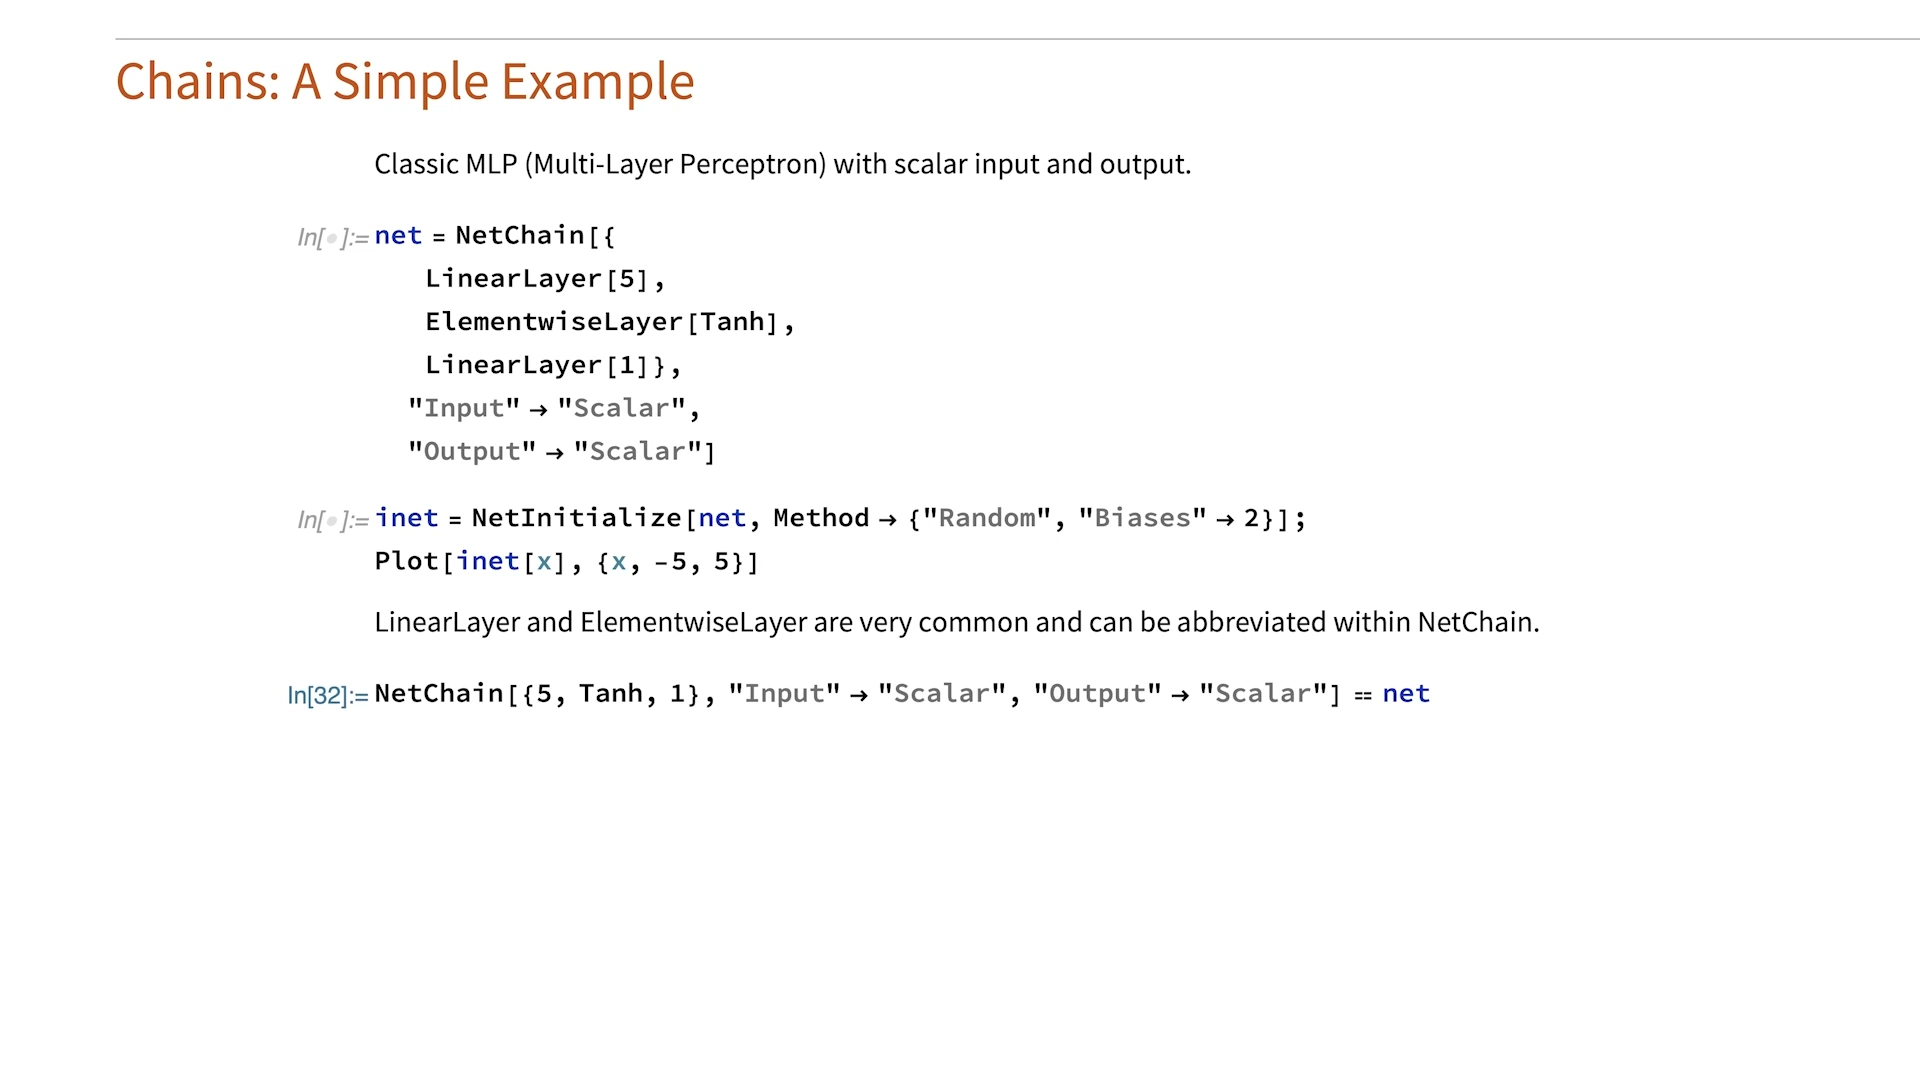 Chains: A Simple Example
Classic MLP (Multi-Layer Perceptron) with scalar input and output.
In[•]:= net = NetChain[{
LinearLayer[5],
ElementwiseLayer[Tanh],
LinearLayer[1]},
"Input" → "Scalar",
"Output" → "Scalar"]
In[•]:= inet = NetInitialize[net, Method → {"Random", "Biases" → 2}];
Plot[inet[x], {x, -5, 5}]
LinearLayer and ElementwiseLayer are very common and can be abbreviated within NetChain.
In[32]:= NetChain[{5, Tanh, 1}, "Input" → "Scalar", "Output" → "Scalar"] == net